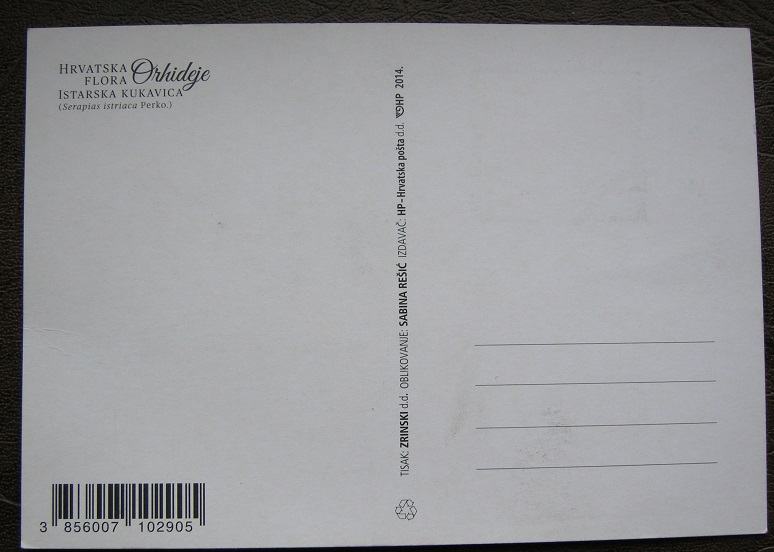 HRVATSKA
FLORA Orhideje
ISTARSKA KUKAVICA
(Serapias istriaca Perko.)
TISAK: ZRINSKI d.d. OBLIKOVANJE: SABINA REŠIĆ IZDAVAČ: HP - Hrvatska pošta d.d. HP 2014.
3 856007 102905